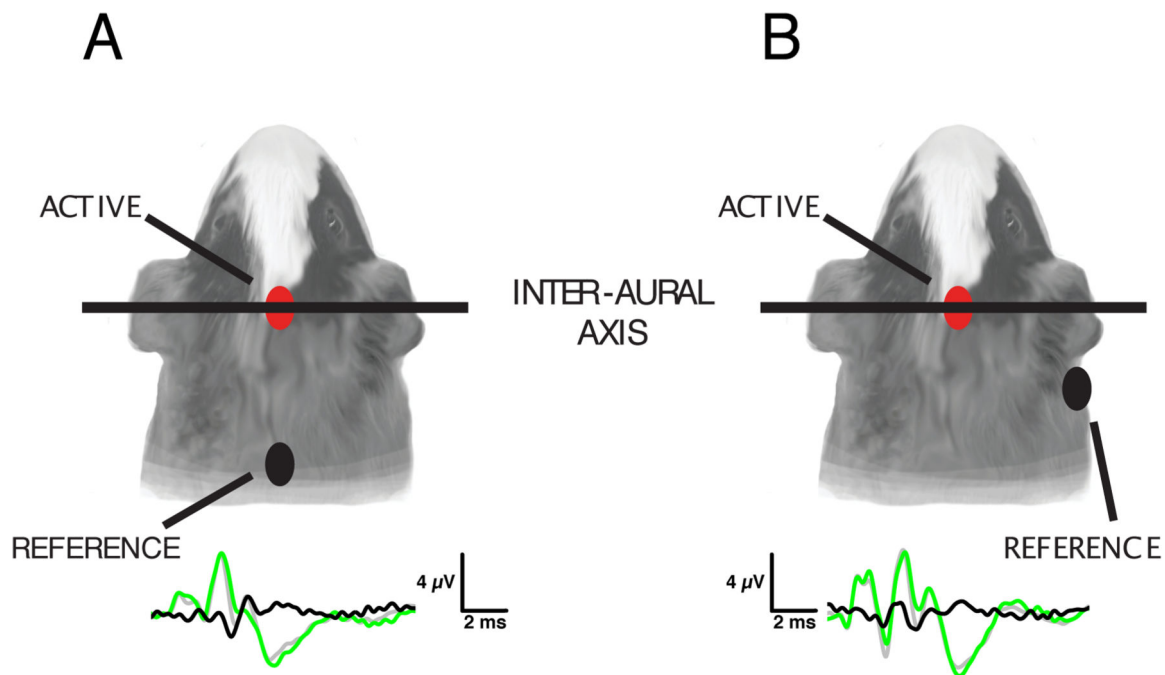 A
B
ACTIVE
ACTIVE
INTER-AURAL
AXIS
REFERENCE
REFERENCE
4 µV
2 ms
4 µV
2 ms